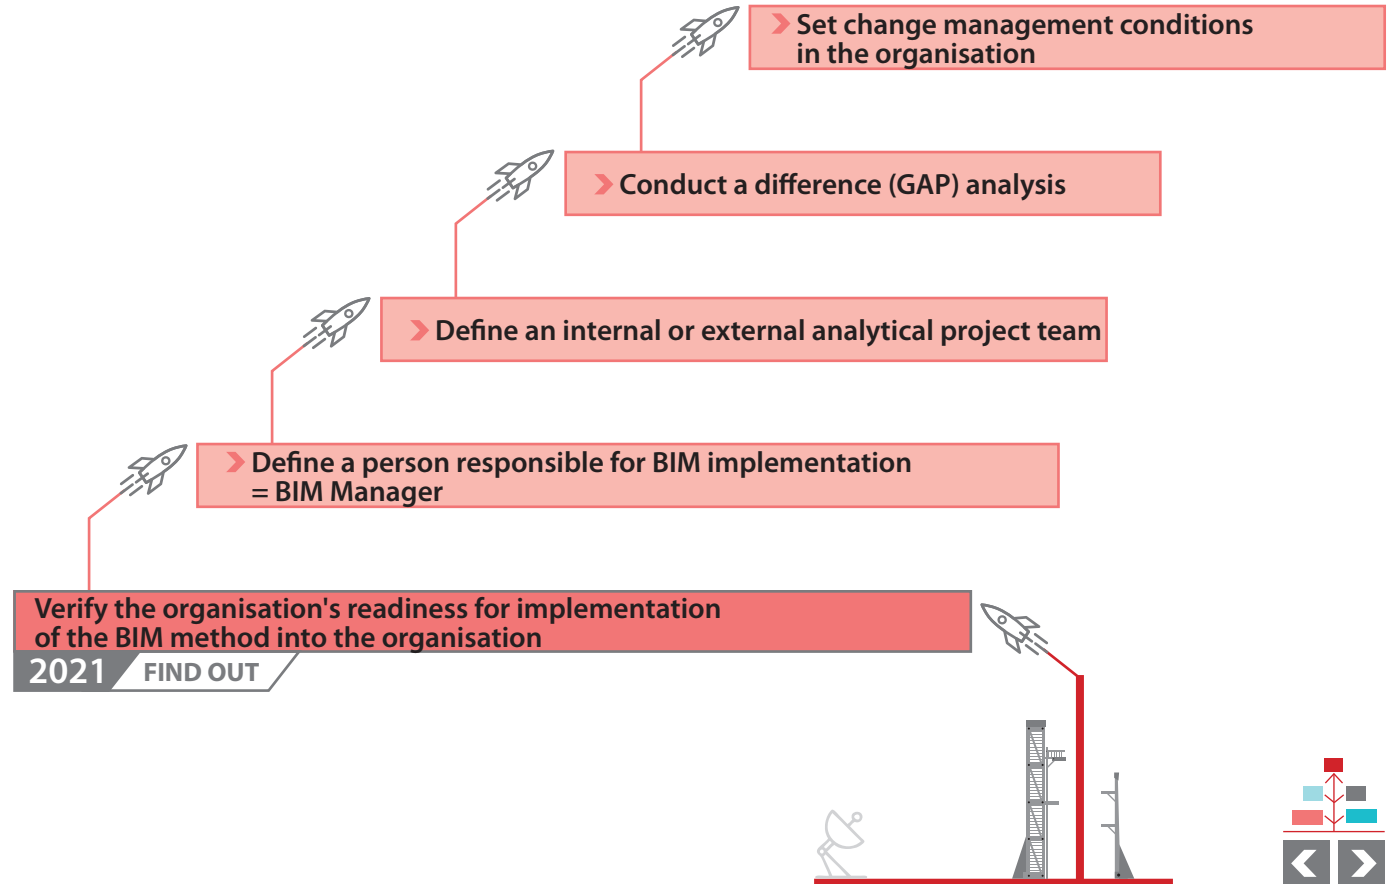 Set change management conditions
in the organisation
Conduct a difference (GAP) analysis
Define an internal or external analytical project team
Define a person responsible for BIM implementation
= BIM Manager
Verify the organisation's readiness for implementation
of the BIM method into the organisation
2021 FIND OUT